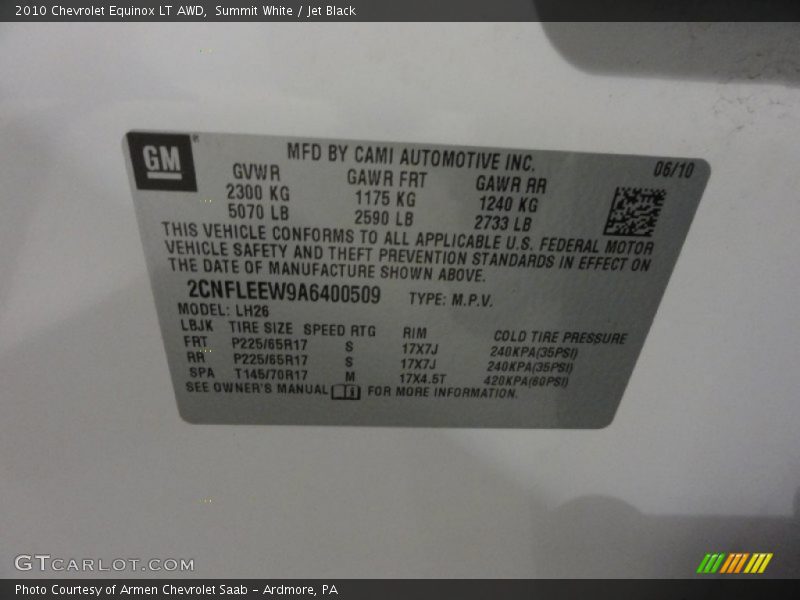 2010 Chevrolet Equinox LT AWD, Summit White / Jet Black
GM
MFD BY CAMI AUTOMOTIVE INC.
06/10
GVWR GAWR FRT GAWR RR
2300 KG 1175 KG 1240 KG
5070 LB 2590 LB 2733 LB
THIS VEHICLE CONFORMS TO ALL APPLICABLE U.S. FEDERAL MOTOR
VEHICLE SAFETY AND THEFT PREVENTION STANDARDS IN EFFECT ON
THE DATE OF MANUFACTURE SHOWN ABOVE.
2CNFLEEW9A6400509 TYPE: M.P.V.
MODEL: LH26
LBJK TIRE SIZE SPEED RTG RIM COLD TIRE PRESSURE
FRT P225/65R17 S 17X7J 240KPA(35PSI)
RR P225/65R17 S 17X7J 240KPA(35PSI)
SPA T145/70R17 M 17X4.5T 420KPA(60PSI)
SEE OWNER'S MANUAL FOR MORE INFORMATION.
GTCARLOT.COM
Photo Courtesy of Armen Chevrolet Saab - Ardmore, PA